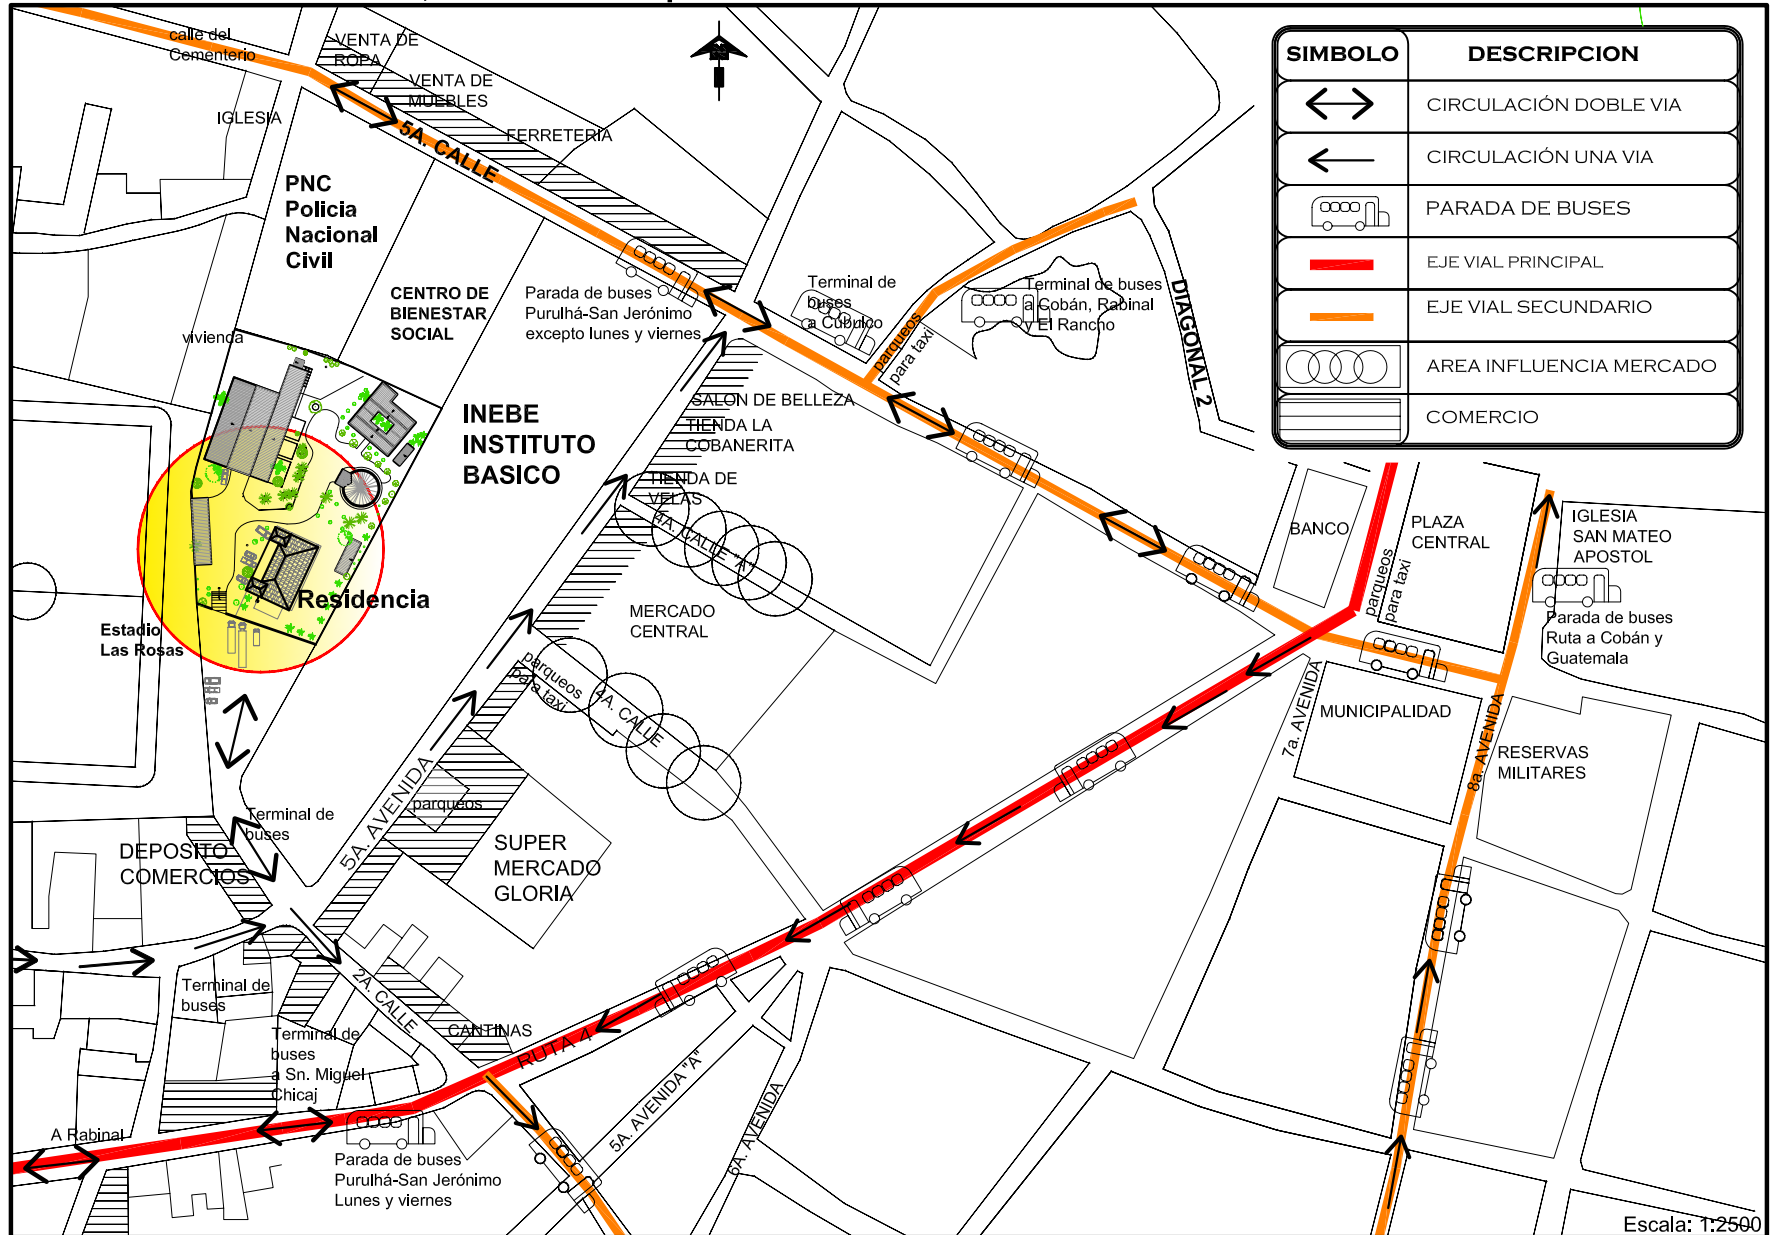 calle del
Cementerio
VENTA DE
ROPA
VENTA DE
MUEBLES
IGLESIA
FERRETERIA
5A. CALLE
PNC
Policia
Nacional
Civil
CENTRO DE
BIENESTAR
SOCIAL
vivienda
Parada de buses
Purulhá-San Jerónimo
excepto lunes y viernes
Terminal de
buses
a Cubulco
Terminal de buses
a Cobán, Rabinal
y El Rancho
parqueos
para taxi
DIAGONAL 2
SIMBOLO
DESCRIPCION
CIRCULACIÓN DOBLE VIA
CIRCULACIÓN UNA VIA
PARADA DE BUSES
EJE VIAL PRINCIPAL
EJE VIAL SECUNDARIO
AREA INFLUENCIA MERCADO
COMERCIO
INEBE
INSTITUTO
BASICO
SALON DE BELLEZA
TIENDA LA
COBANERITA
TIENDA DE
VELAS
4A. CALLE "A"
BANCO
PLAZA
CENTRAL
IGLESIA
SAN MATEO
APOSTOL
parqueos
para taxi
Residencia
Estadio
Las Rosas
MERCADO
CENTRAL
Parada de buses
Ruta a Cobán y
Guatemala
parqueos
para taxi
4A. CALLE
7a. AVENIDA
MUNICIPALIDAD
8a. AVENIDA
RESERVAS
MILITARES
5A. AVENIDA
parqueos
Terminal de
buses
DEPOSITO
COMERCIOS
SUPER
MERCADO
GLORIA
Terminal de
buses
2A. CALLE
CANTINAS
Terminal de
buses
a Sn. Miguel
Chicaj
RUTA 4
5A. AVENIDA "A"
6A. AVENIDA
A Rabinal
Parada de buses
Purulhá-San Jerónimo
Lunes y viernes
Escala: 1:2500